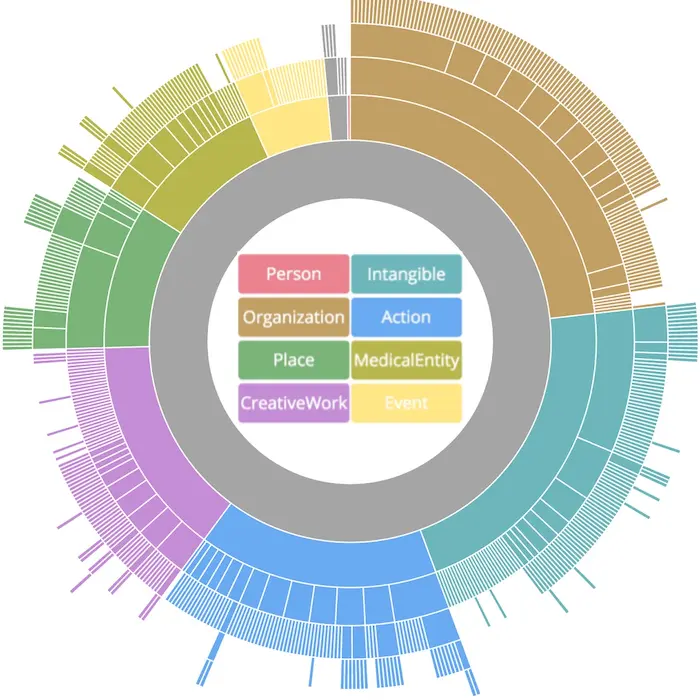 Person Intangible
Organization Action
Place MedicalEntity
CreativeWork Event